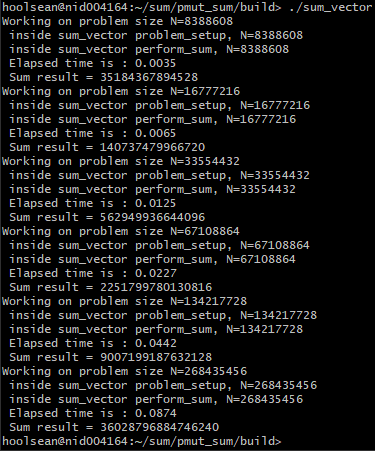 hoolsean@nid004164:~/sum/pmut_sum/build> ./sum_vector
Working on problem size N=8388608
 inside sum_vector problem_setup, N=8388608
 inside sum_vector perform_sum, N=8388608
 Elapsed time is : 0.0035
 Sum result = 35184367894528
Working on problem size N=16777216
 inside sum_vector problem_setup, N=16777216
 inside sum_vector perform_sum, N=16777216
 Elapsed time is : 0.0065
 Sum result = 140737479966720
Working on problem size N=33554432
 inside sum_vector problem_setup, N=33554432
 inside sum_vector perform_sum, N=33554432
 Elapsed time is : 0.0125
 Sum result = 562949936644096
Working on problem size N=67108864
 inside sum_vector problem_setup, N=67108864
 inside sum_vector perform_sum, N=67108864
 Elapsed time is : 0.0227
 Sum result = 2251799780130816
Working on problem size N=134217728
 inside sum_vector problem_setup, N=134217728
 inside sum_vector perform_sum, N=134217728
 Elapsed time is : 0.0442
 Sum result = 9007199187632128
Working on problem size N=268435456
 inside sum_vector problem_setup, N=268435456
 inside sum_vector perform_sum, N=268435456
 Elapsed time is : 0.0874
 Sum result = 36028796884746240
hoolsean@nid004164:~/sum/pmut_sum/build>